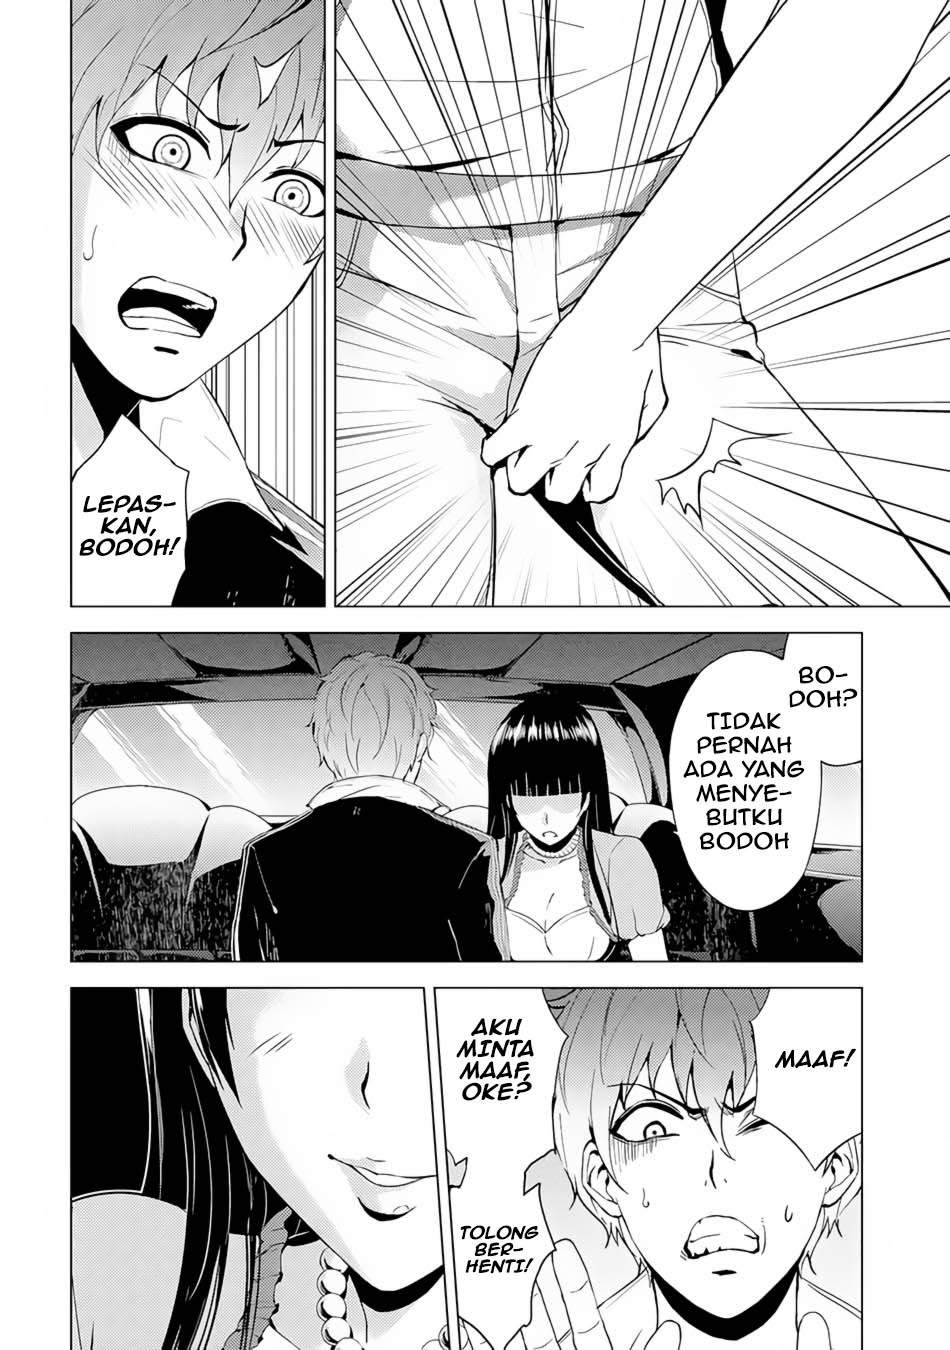 LEPAS-
KAN,
BODOH!
BO-
DOH?
TIDAK
PERNAH
ADA YANG
MENYE-
BUTKU
BODOH
MAAF!
AKU
MINTA
MAAF,
OKE?
TOLONG
BER-
HENTI!